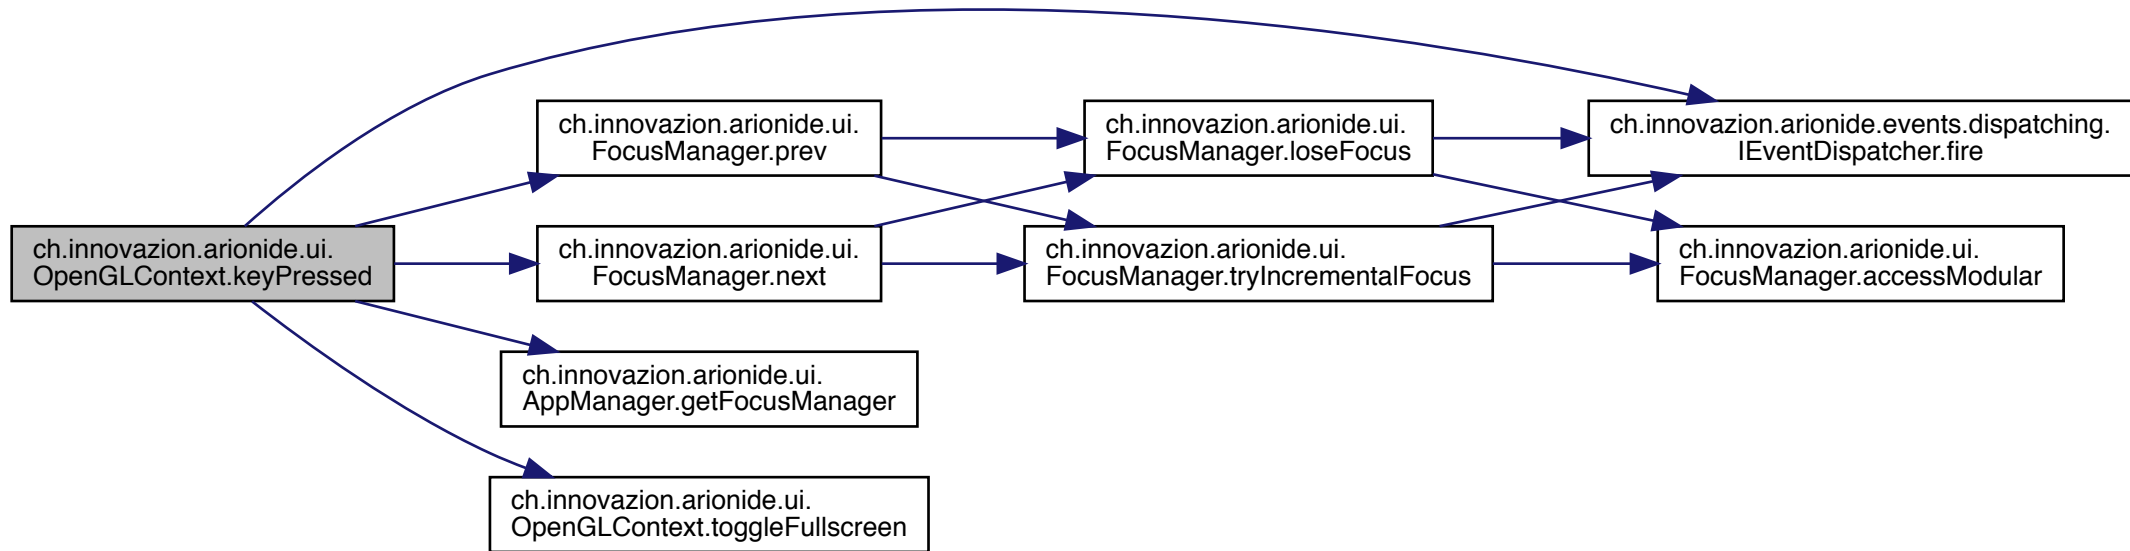 ch.innovazion.arionide.ui.
OpenGLContext.keyPressed
ch.innovazion.arionide.ui.
FocusManager.prev
ch.innovazion.arionide.ui.
FocusManager.next
ch.innovazion.arionide.ui.
AppManager.getFocusManager
ch.innovazion.arionide.ui.
OpenGLContext.toggleFullscreen
ch.innovazion.arionide.ui.
FocusManager.loseFocus
ch.innovazion.arionide.ui.
FocusManager.tryIncrementalFocus
ch.innovazion.arionide.events.dispatching.
IEventDispatcher.fire
ch.innovazion.arionide.ui.
FocusManager.accessModular